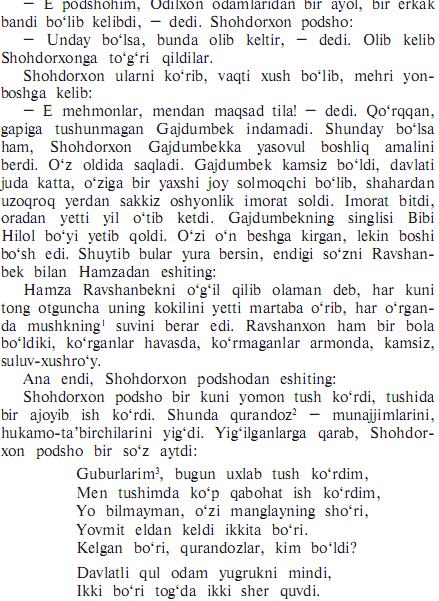 — E podshohim, Odilxon odamlaridan bir ayol, bir erkak
bandi bo‘lib kelibdi, — dedi. Shohdorxon podsho:
— Unday bo‘lsa, bunda olib keltir, — dedi. Olib kelib
Shohdorxonga to‘g‘ri qildilar.
Shohdorxon ularni ko‘rib, vaqti xush bo‘lib, mehri yon-
boshga kelib:
— E mehmonlar, mendan maqsad tila! — dedi. Qo‘rqqan,
gapiga tushunmagan Gajdumbek indamadi. Shunday bo‘lsa
ham, Shohdorxon Gajdumbekka yasovul boshliq amalini
berdi. O‘z oldida saqladi. Gajdumbek kamsiz bo‘ldi, davlati
juda katta, o‘ziga bir yaxshi joy solmoqchi bo‘lib, shahardan
uzoqroq yerdan sakkiz oshyonlik imorat soldi. Imorat bitdi,
oradan yetti yil o‘tib ketdi. Gajdumbekning singlisi Bibi
Hilol bo‘yi yetib qoldi. O‘zi o‘n beshga kirgan, lekin boshi
bo‘sh edi. Shuytib bular yura bersin, endigi so‘zni Ravshan-
bek bilan Hamzadan eshiting:
Hamza Ravshanbekni o‘g‘il qilib olaman deb, har kuni
tong otguncha uning kokilini yetti martaba o‘rib, har o‘rgan-
da mushkning¹ suvini berar edi. Ravshanxon ham bir bola
bo‘ldiki, ko‘rganlar havasda, ko‘rmaganlar armonda, kamsiz,
suluv-xushro‘y.
Ana endi, Shohdorxon podshodan eshiting:
Shohdorxon podsho bir kuni yomon tush ko‘rdi, tushida
bir ajoyib ish ko‘rdi. Shunda qurandoz² — munajjimlarini,
hukamo-ta’birchilarini yig‘di. Yig‘ilganlarga qarab, Shohdor-
xon podsho bir so‘z aytdi:
Guburlarim³, bugun uxlab tush ko‘rdim,
Men tushimda ko‘p qabohat ish ko‘rdim,
Yo bilmayman, o‘zi manglayning sho‘ri,
Yovmit eldan keldi ikkita bo‘ri.
Kelgan bo‘ri, qurandozlar, kim bo‘ldi?
Davlatli qul odam yugrukni mindi,
Ikki bo‘ri tog‘da ikki sher quvdi.